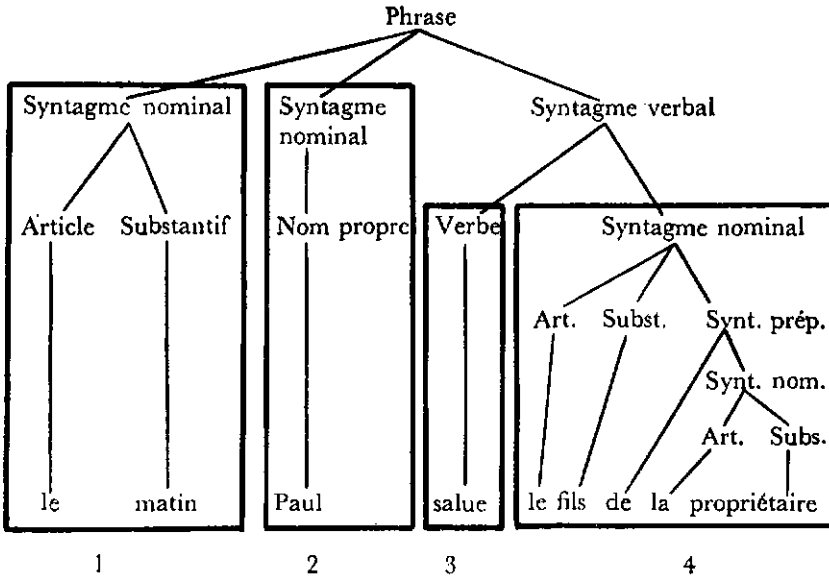 Phrase
Syntagme nominal Syntagme nominal Syntagme verbal
Article Substantif Nom propre Verbe Syntagme nominal
Art. Subst. Synt. prép.
Synt. nom.
Art. Subs.
le matin Paul salue le fils de la propriétaire
1 2 3 4